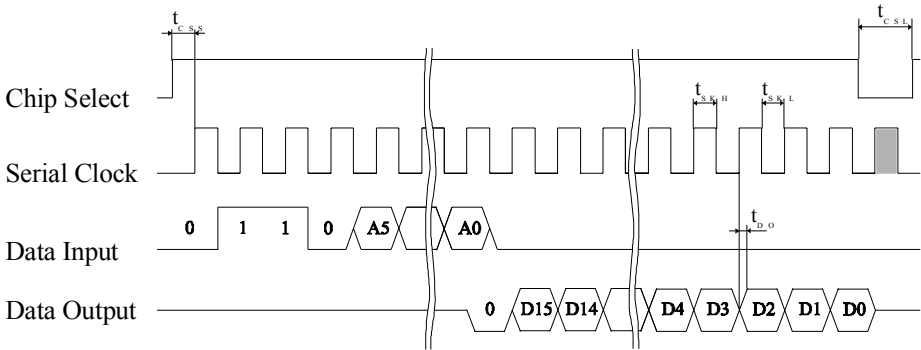 tCSS
tCSL
Chip Select
tSKH
tSKL
Serial Clock
0 1 1 0 A5 A0
tDO
Data Input
Data Output
0 D15 D14 D4 D3 D2 D1 D0